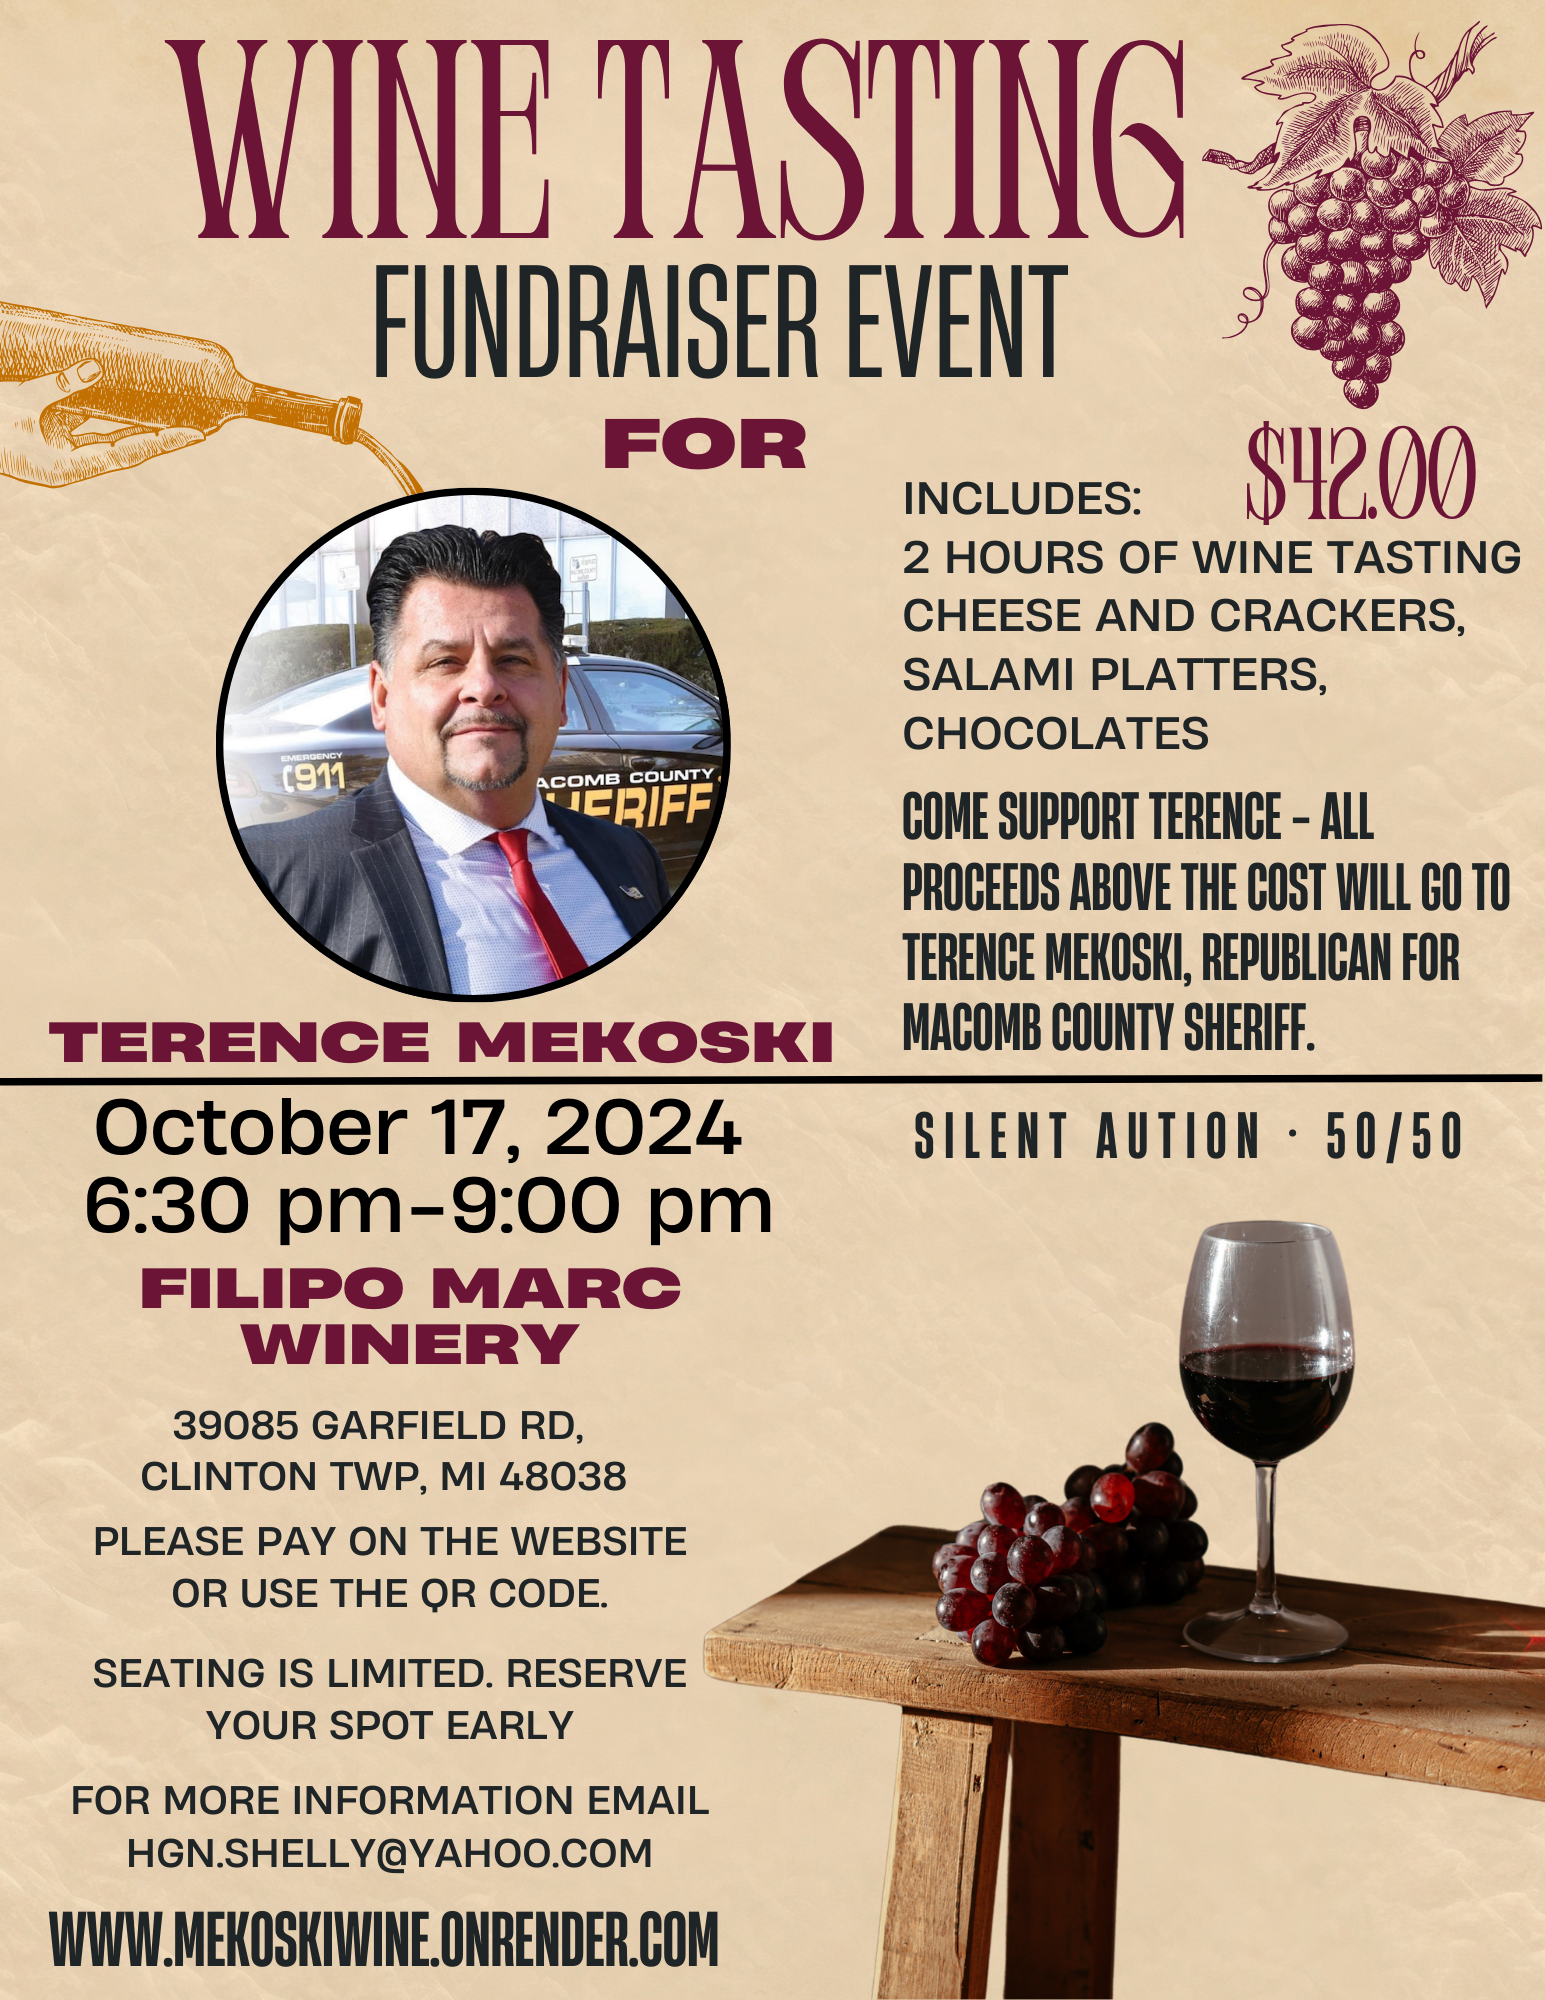 WINE TASTING
FUNDRAISER EVENT
FOR
$42.00
INCLUDES:
2 HOURS OF WINE TASTING
CHEESE AND CRACKERS,
SALAMI PLATTERS,
CHOCOLATES
EMERGENCY
911
ACOMB COUNTY
HERIFF
COME SUPPORT TERENCE – ALL
PROCEEDS ABOVE THE COST WILL GO TO
TERENCE MEKOSKI, REPUBLICAN FOR
MACOMB COUNTY SHERIFF.
TERENCE MEKOSKI
October 17, 2024
6:30 pm-9:00 pm
SILENT AUTION · 50/50
FILIPO MARC
WINERY
39085 GARFIELD RD,
CLINTON TWP, MI 48038
PLEASE PAY ON THE WEBSITE
OR USE THE QR CODE.
SEATING IS LIMITED. RESERVE
YOUR SPOT EARLY
FOR MORE INFORMATION EMAIL
HGN.SHELLY@YAHOO.COM
WWW.MEKOSKIWINE.ONRENDER.COM